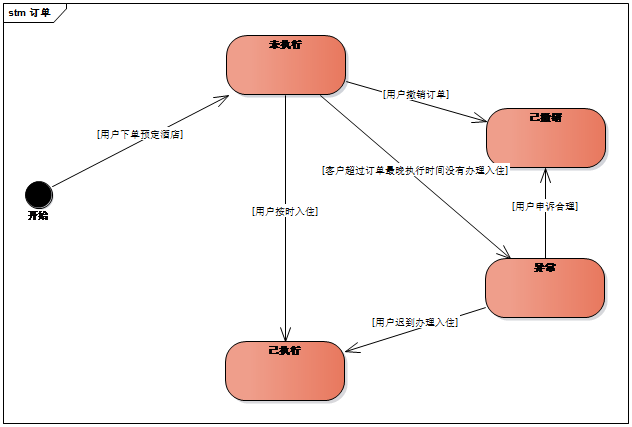 stm 订单
未执行
[用户撤销订单]
已撤销
[用户下单预定酒店]
[客户超过订单最晚执行时间没有办理入住]
开始
[用户按时入住]
[用户申诉合理]
异常
[用户迟到办理入住]
已执行